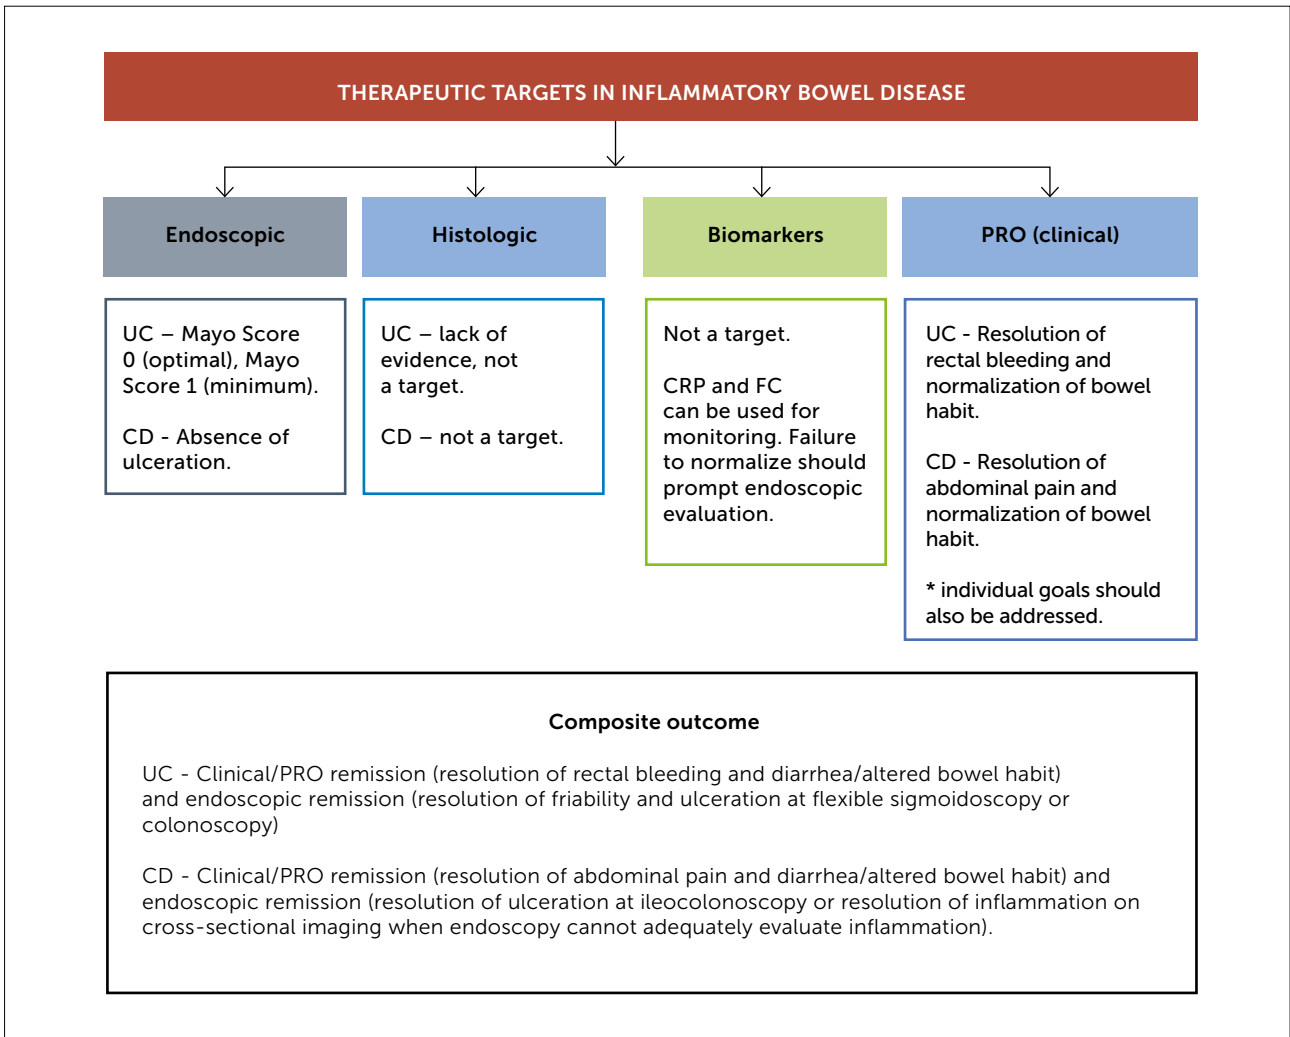 THERAPEUTIC TARGETS IN INFLAMMATORY BOWEL DISEASE
Endoscopic
UC – Mayo Score
0 (optimal), Mayo
Score 1 (minimum).
CD - Absence of
ulceration.
Histologic
UC – lack of
evidence, not
a target.
CD – not a target.
Biomarkers
Not a target.
CRP and FC
can be used for
monitoring. Failure
to normalize should
prompt endoscopic
evaluation.
PRO (clinical)
UC - Resolution of
rectal bleeding and
normalization of bowel
habit.
CD - Resolution of
abdominal pain and
normalization of bowel
habit.
* individual goals should
also be addressed.
Composite outcome
UC - Clinical/PRO remission (resolution of rectal bleeding and diarrhea/altered bowel habit)
and endoscopic remission (resolution of friability and ulceration at flexible sigmoidoscopy or
colonoscopy)
CD - Clinical/PRO remission (resolution of abdominal pain and diarrhea/altered bowel habit) and
endoscopic remission (resolution of ulceration at ileocolonoscopy or resolution of inflammation on
cross-sectional imaging when endoscopy cannot adequately evaluate inflammation).